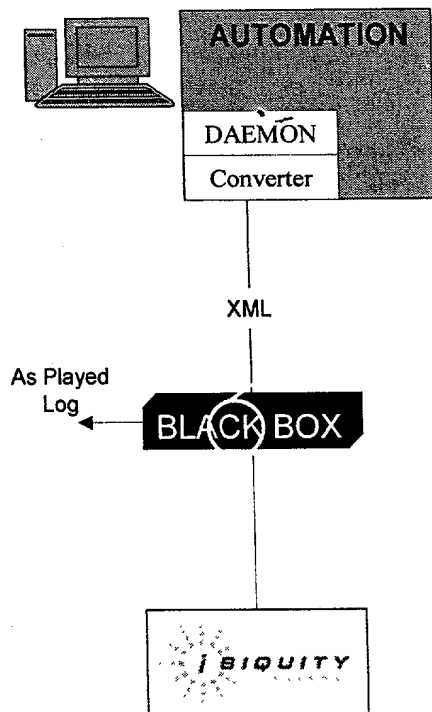 AUTOMATION
DAEMON
Converter
XML
As Played
Log
BLACK BOX
iBIQUITY